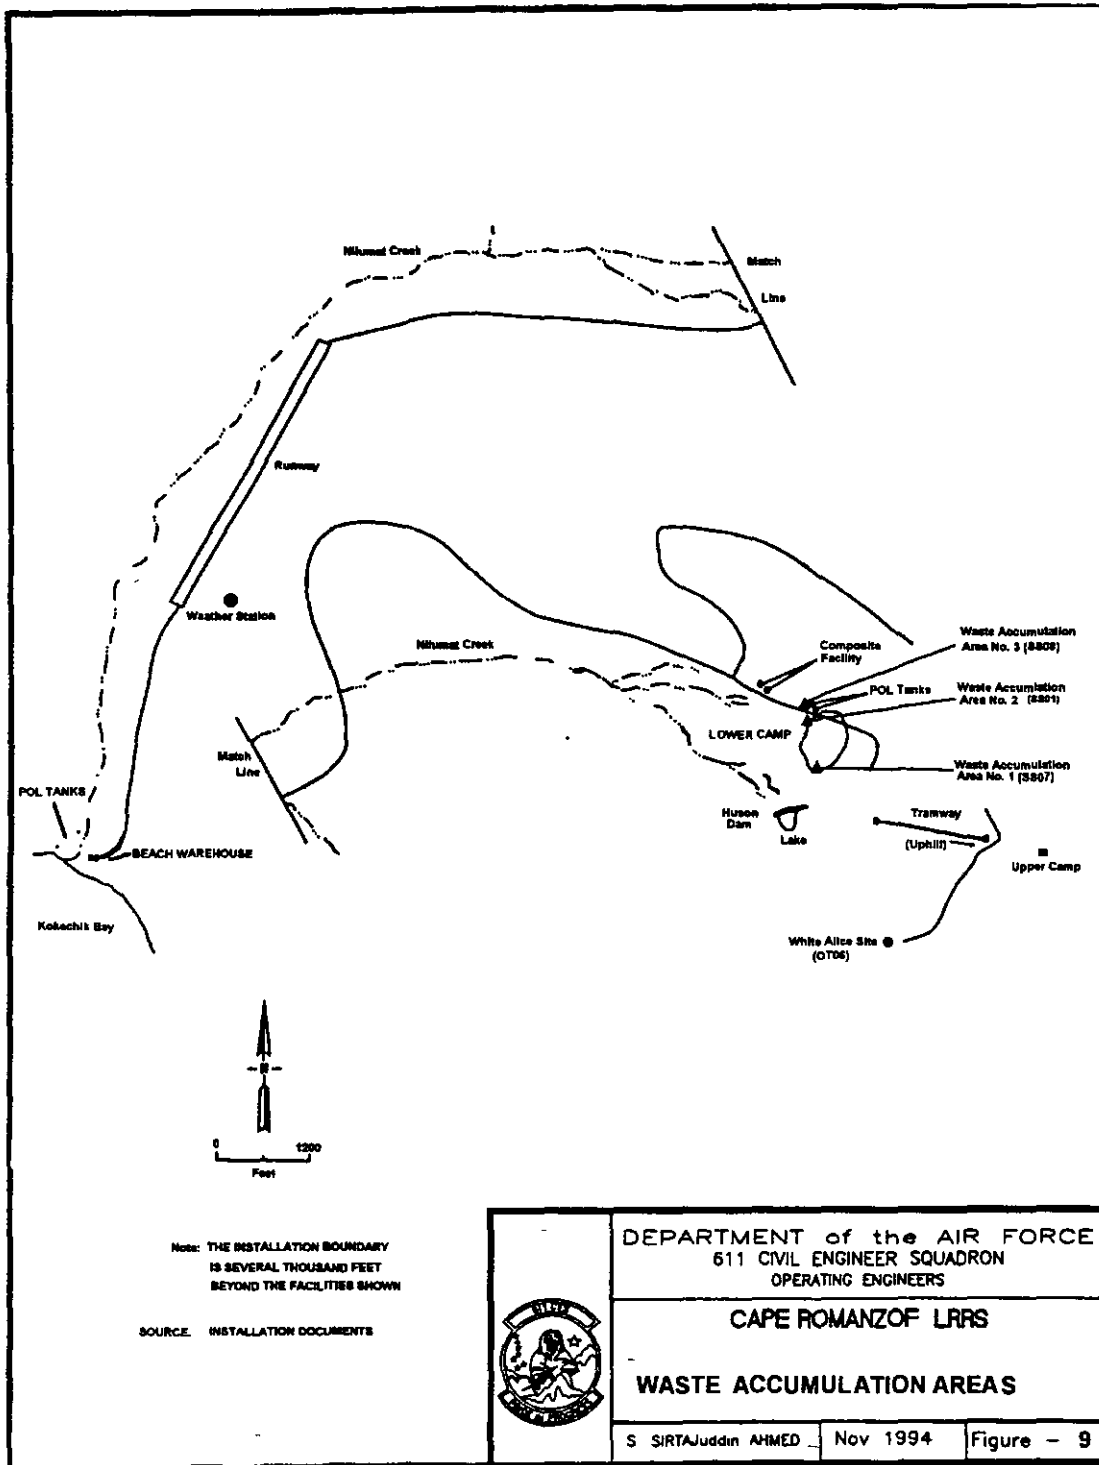 Nilumat Creek
Match
Line
Runway
Weather Station
Nilumat Creek
Composite
Facility
Waste Accumulation
Area No. 3 (SS08)
POL Tanks
Waste Accumulation
Area No. 2 (SS01)
LOWER CAMP
Match
Line
Waste Accumulation
Area No. 1 (SS07)
POL TANKS
Huson
Dam
Lake
Tramway
(Uphill)
BEACH WAREHOUSE
Upper Camp
Kokechik Bay
White Alice Site
(OT06)
N
0 1200
Feet
Note: THE INSTALLATION BOUNDARY
IS SEVERAL THOUSAND FEET
BEYOND THE FACILITIES SHOWN
SOURCE. INSTALLATION DOCUMENTS
DEPARTMENT of the AIR FORCE
611 CIVIL ENGINEER SQUADRON
OPERATING ENGINEERS
CAPE ROMANZOF LRRS
WASTE ACCUMULATION AREAS
S SIRTAJuddin AHMED
Nov 1994
Figure - 9